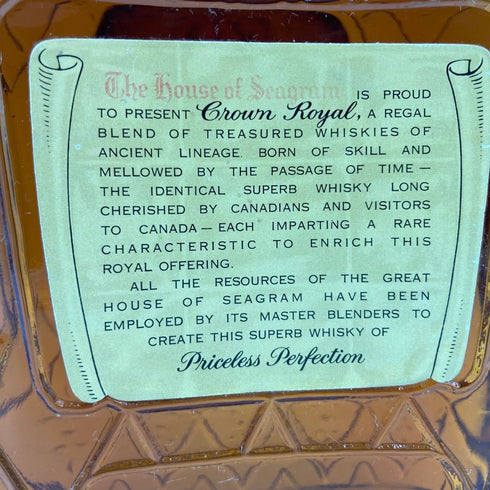 The House of Seagram IS PROUD
TO PRESENT Crown Royal, A REGAL
BLEND OF TREASURED WHISKIES OF
ANCIENT LINEAGE. BORN OF SKILL AND
MELLOWED BY THE PASSAGE OF TIME—
THE IDENTICAL SUPERB WHISKY LONG
CHERISHED BY CANADIANS AND VISITORS
TO CANADA—EACH IMPARTING A RARE
CHARACTERISTIC TO ENRICH THIS
ROYAL OFFERING.
ALL THE RESOURCES OF THE GREAT
HOUSE OF SEAGRAM HAVE BEEN
EMPLOYED BY ITS MASTER BLENDERS TO
CREATE THIS SUPERB WHISKY OF
Priceless Perfection